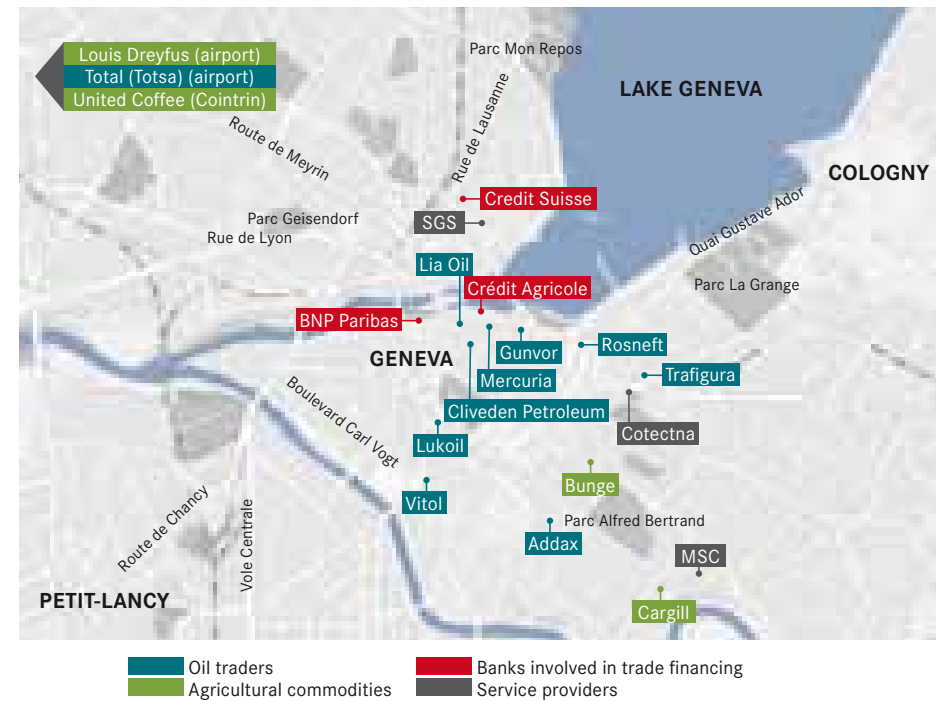 Parc Mon Repos
Louis Dreyfus (airport)
Total (Totsa) (airport)
United Coffee (Cointrin)
LAKE GENEVA
Rue de Lausanne
Route de Meyrin
COLOGNY
Credit Suisse
Quai Gustave Ador
Parc Geisendorf
SGS
Rue de Lyon
Lia Oil
Parc La Grange
Crédit Agricole
BNP Paribas
GENEVA
Gunvor
Rosneft
Mercuria
Trafigura
Cliveden Petroleum
Boulevard Carl Vogt
Lukoil
Cotectna
Bunge
Vitol
Route de Chancy
Vole Centrale
Parc Alfred Bertrand
Addax
MSC
PETIT-LANCY
Cargill
Oil traders
Banks involved in trade financing
Agricultural commodities
Service providers